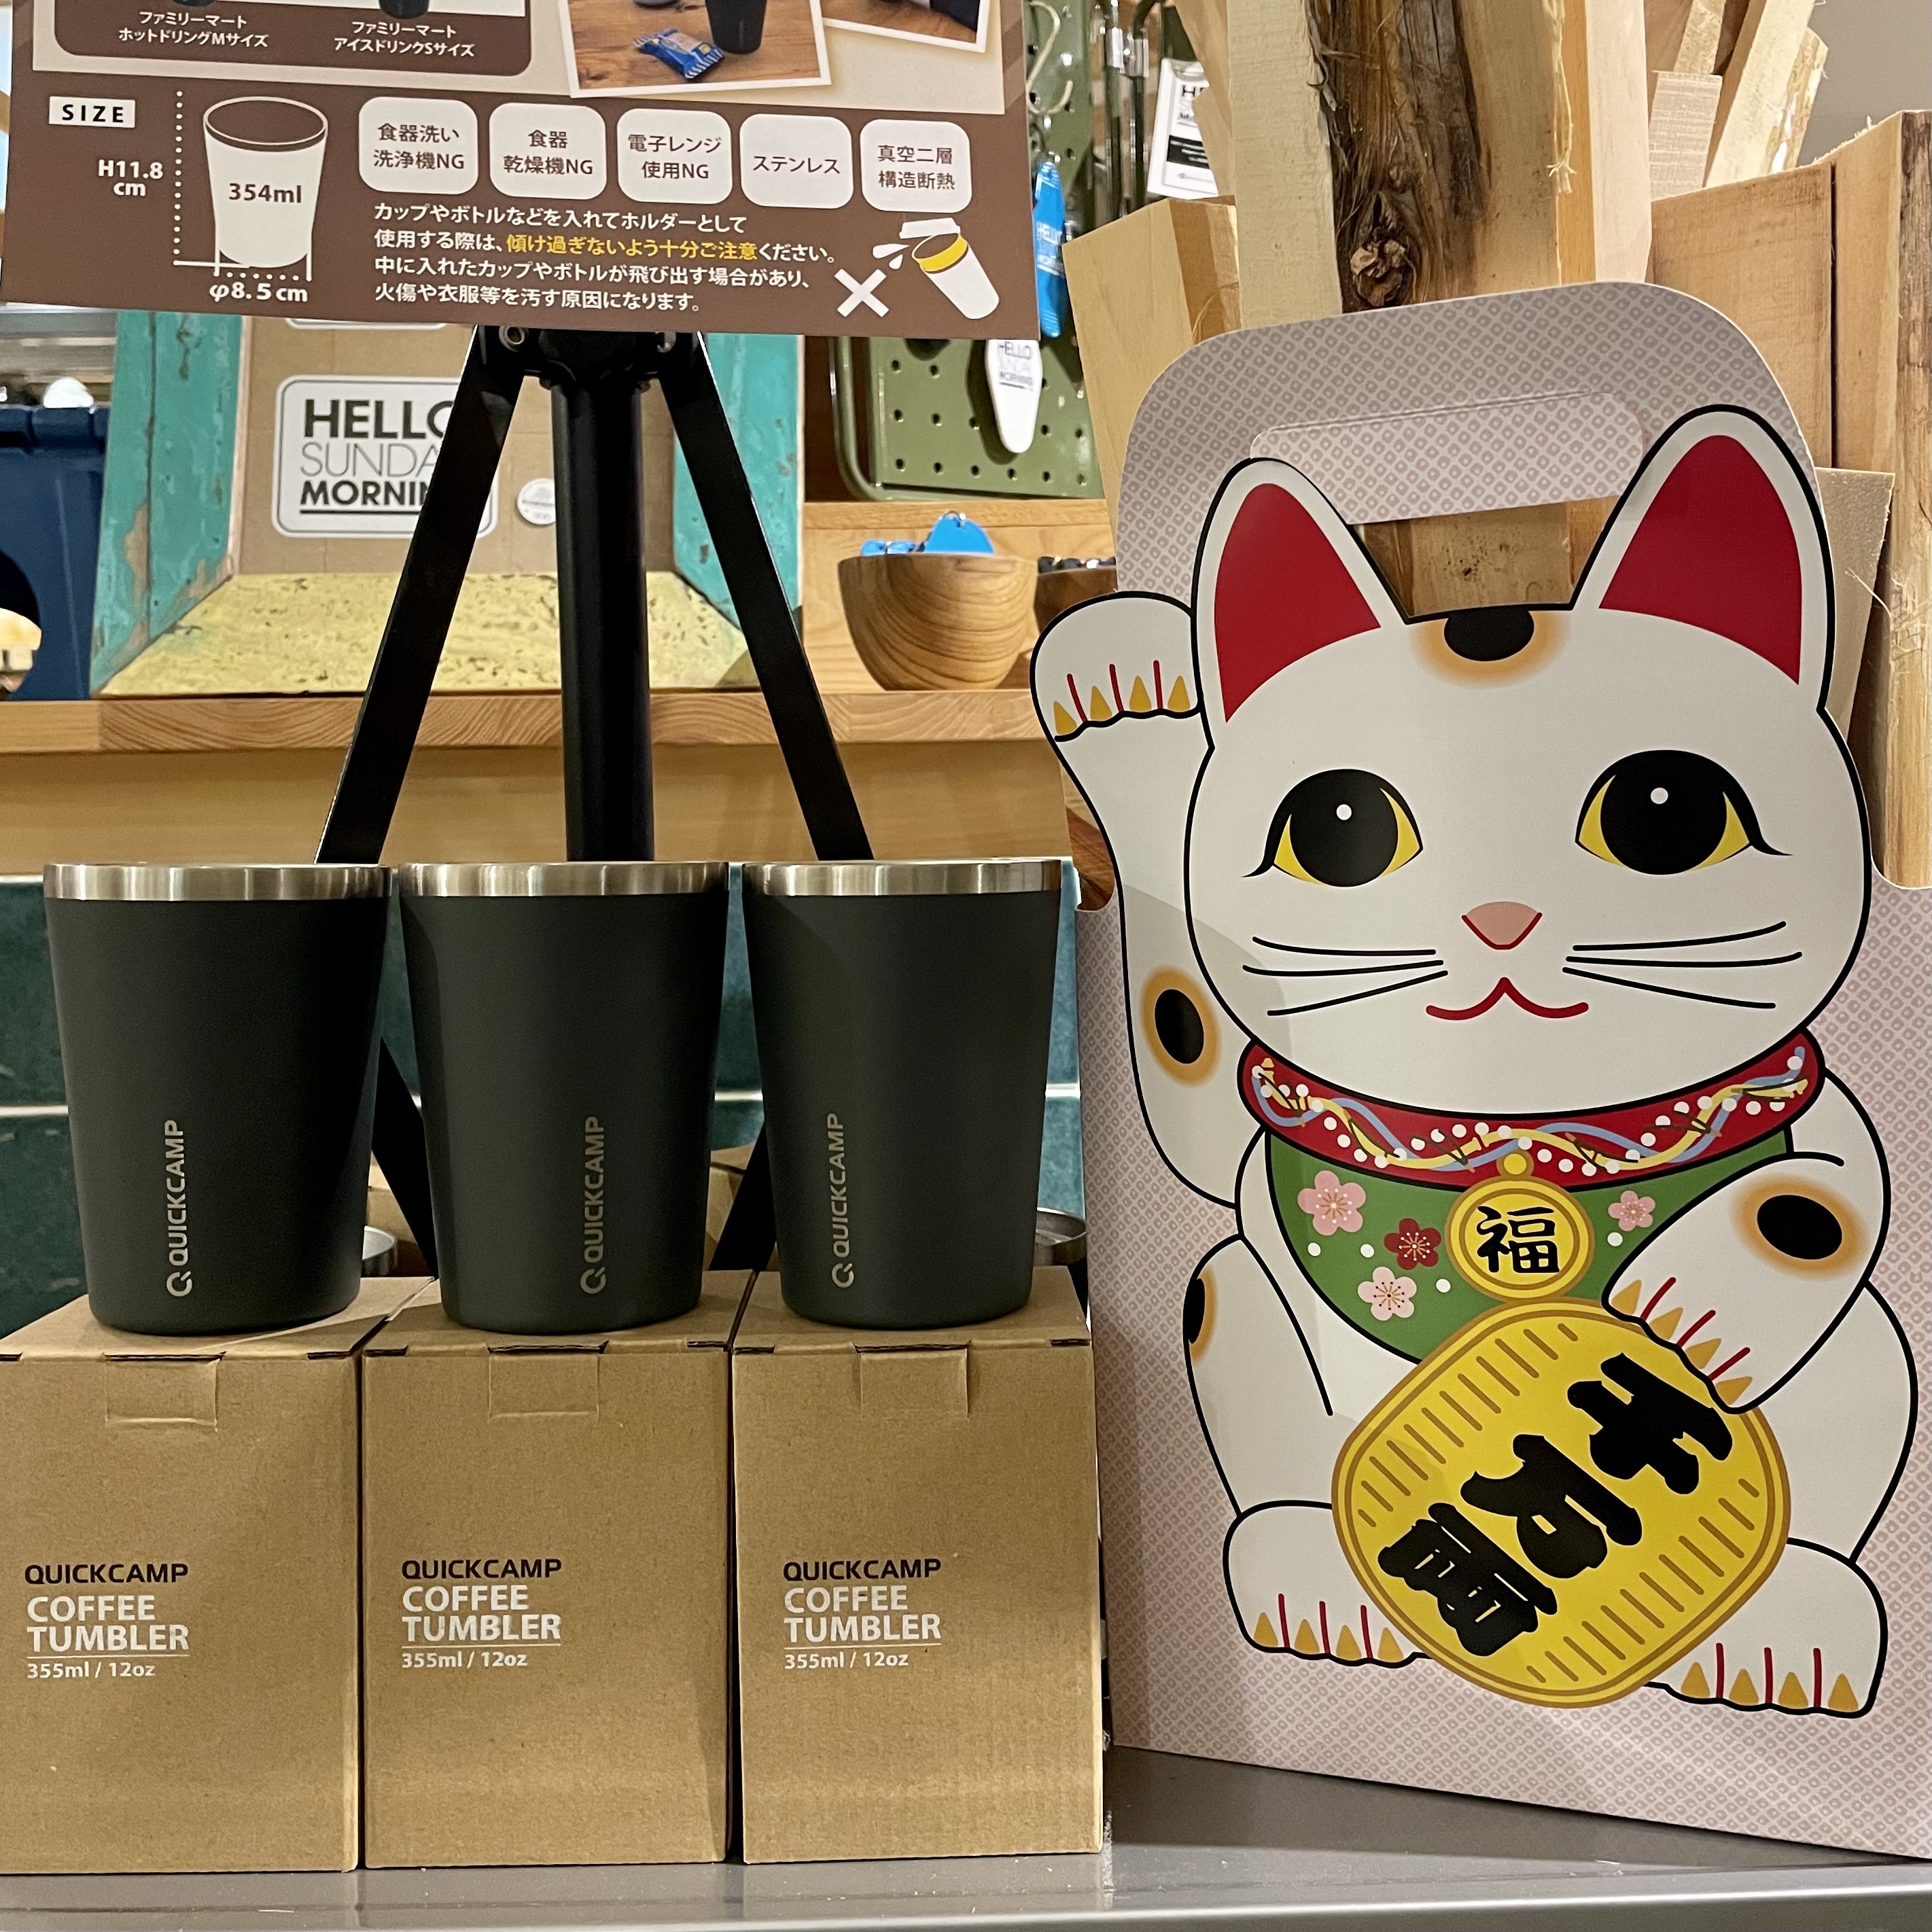 ファミリーマート
ホットドリングMサイズ
ファミリーマート
アイスドリンクSサイズ
SIZE
H11.8
cm
354ml
φ8.5cm
食器洗い
洗浄機NG
食器
乾燥機NG
電子レンジ
使用NG
ステンレス
真空二層
構造断熱
カップやボトルなどを入れてホルダーとして
使用する際は、傾け過ぎないよう十分ご注意ください。
中に入れたカップやボトルが飛び出す場合があり、
火傷や衣服等を汚す原因になります。
HELLO
SUNDA
MORNIN
HELLO
QUICKCAMP
QUICKCAMP
QUICKCAMP
福
千万両
QUICKCAMP
COFFEE
TUMBLER
355ml / 12oz
QUICKCAMP
COFFEE
TUMBLER
355ml / 12oz
QUICKCAMP
COFFEE
TUMBLER
355ml / 12oz